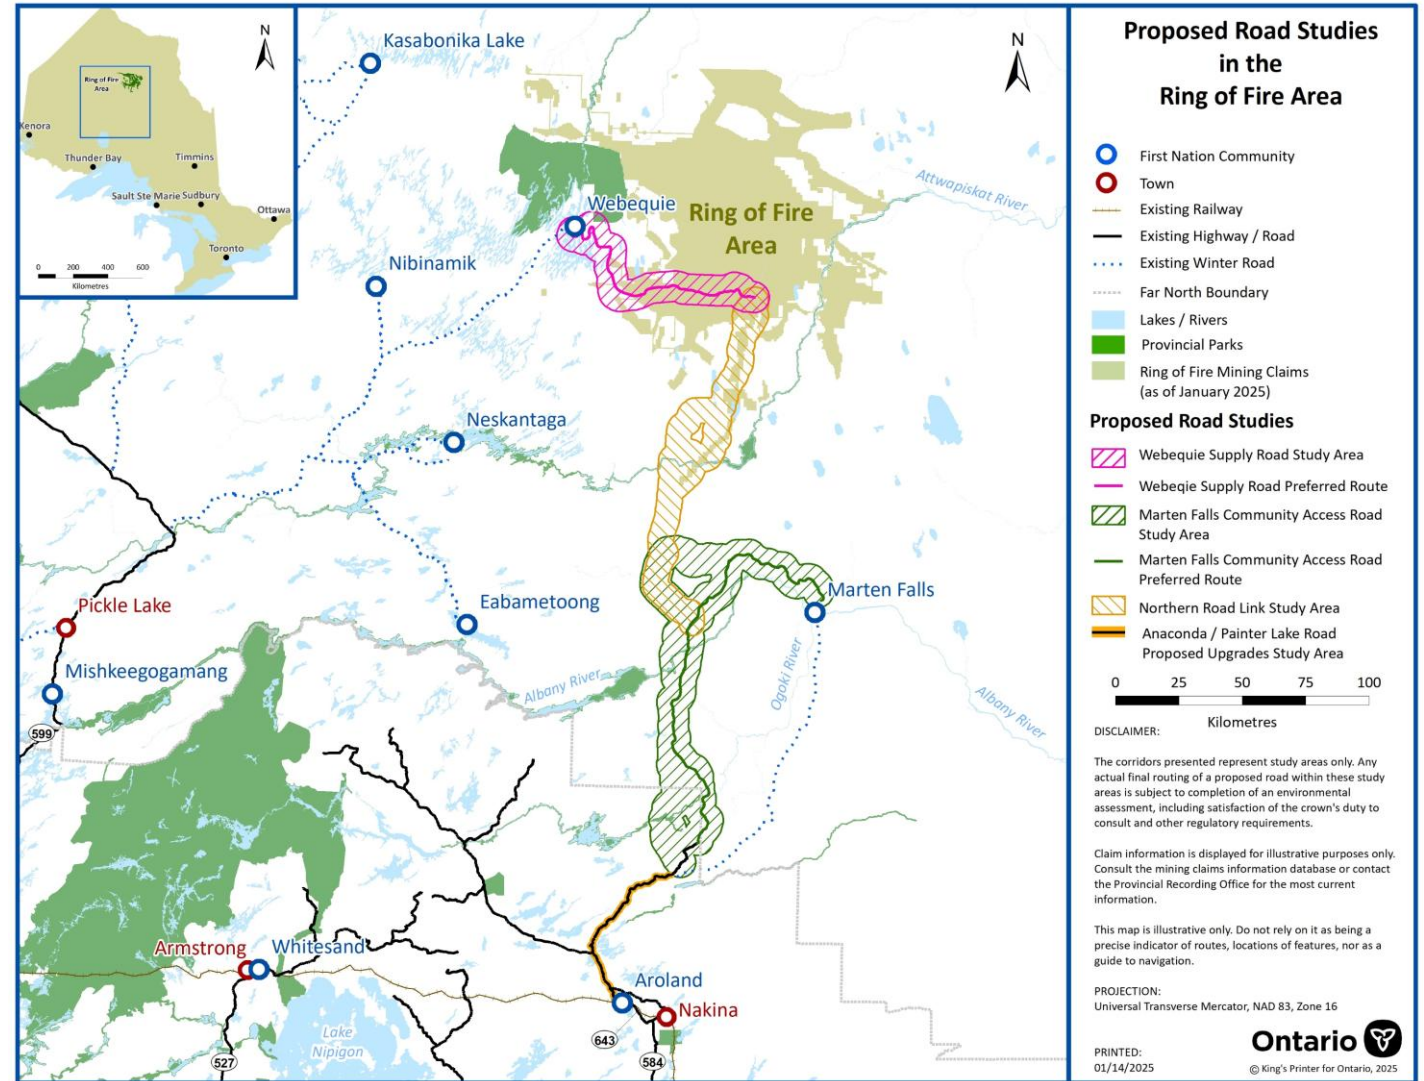 N
Ring of Fire
Area
Kenora
Thunder Bay
Timmins
Sault Ste Marie
Sudbury
Ottawa
Toronto
0 200 400 600
Kilometres
Kasabonika Lake
N
Attwapiskat River
Webequie
Ring of Fire
Area
Nibinamik
Neskantaga
Marten Falls
Pickle Lake
Eabametoong
Mishkeegogamang
Albany River
Ogoki River
Albany River
599
Armstrong
Whitesand
Aroland
Nakina
Lake
Nipigon
643
527
584
Proposed Road Studies
in the
Ring of Fire Area
First Nation Community
Town
Existing Railway
Existing Highway / Road
Existing Winter Road
Far North Boundary
Lakes / Rivers
Provincial Parks
Ring of Fire Mining Claims
(as of January 2025)
Proposed Road Studies
Webequie Supply Road Study Area
Webeqie Supply Road Preferred Route
Marten Falls Community Access Road
Study Area
Marten Falls Community Access Road
Preferred Route
Northern Road Link Study Area
Anaconda / Painter Lake Road
Proposed Upgrades Study Area
0 25 50 75 100
Kilometres
DISCLAIMER:
The corridors presented represent study areas only. Any
actual final routing of a proposed road within these study
areas is subject to completion of an environmental
assessment, including satisfaction of the crown's duty to
consult and other regulatory requirements.
Claim information is displayed for illustrative purposes only.
Consult the mining claims information database or contact
the Provincial Recording Office for the most current
information.
This map is illustrative only. Do not rely on it as being a
precise indicator of routes, locations of features, nor as a
guide to navigation.
PROJECTION:
Universal Transverse Mercator, NAD 83, Zone 16
PRINTED:
01/14/2025
Ontario
© King's Printer for Ontario, 2025